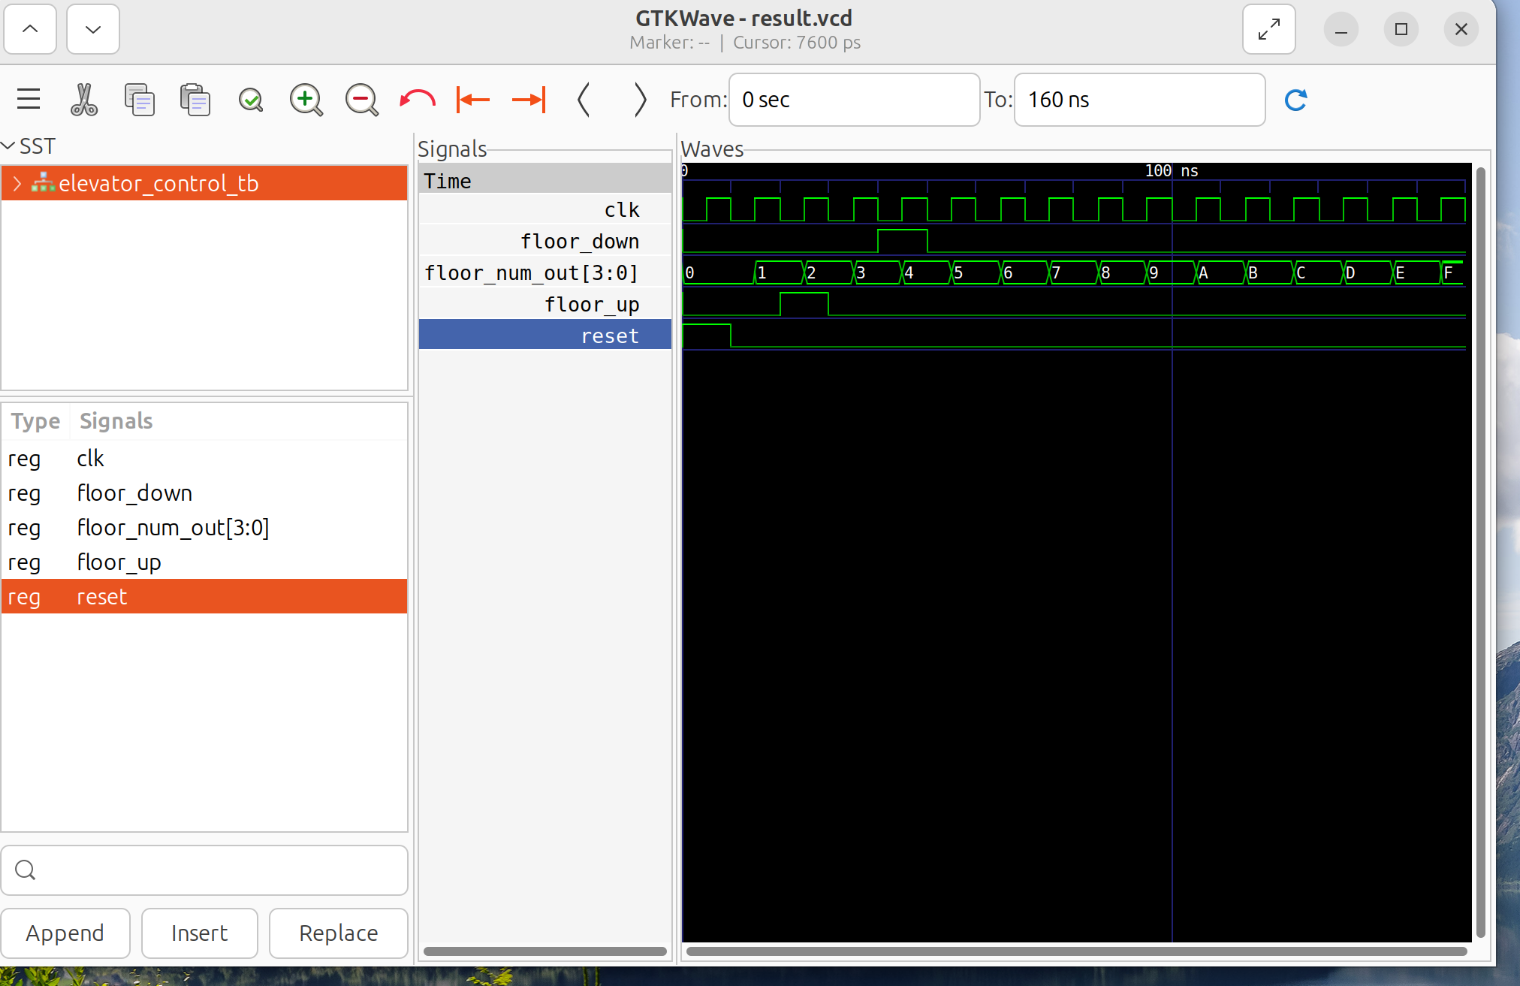 GTKWave - result.vcd
Marker: -- | Cursor: 7600 ps
From: 0 sec To: 160 ns
SST
elevator_control_tb
Type Signals
reg clk
reg floor_down
reg floor_num_out[3:0]
reg floor_up
reg reset
Append Insert Replace
Signals
Time
clk
floor_down
floor_num_out[3:0]
floor_up
reset
Waves
0 100 ns
0 1 2 3 4 5 6 7 8 9 A B C D E F